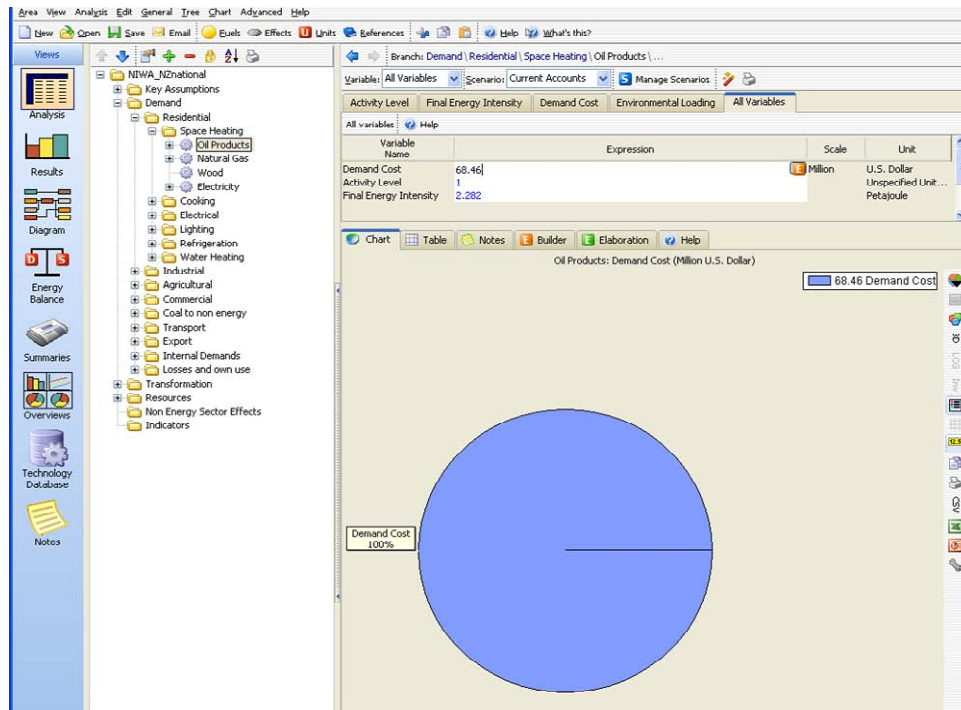 Area View Analysis Edit General Tree Chart Advanced Help
New Open Save Email Fuels Effects Units References Help What's this?
Views
Analysis
Results
Diagram
Energy
Balance
Summaries
Overviews
Technology
Database
Notes
NIWA_NZnational
Key Assumptions
Demand
Residential
Space Heating
Oil Products
Natural Gas
Wood
Electricity
Cooking
Electrical
Lighting
Refrigeration
Water Heating
Industrial
Agricultural
Commercial
Coal to non energy
Transport
Export
Internal Demands
Losses and own use
Transformation
Resources
Non Energy Sector Effects
Indicators
Branch: Demand\Residential\Space Heating\Oil Products\...
Variable: All Variables Scenario: Current Accounts S Manage Scenarios
Activity Level Final Energy Intensity Demand Cost Environmental Loading All Variables
All variables Help
Variable Name Expression Scale Unit
Demand Cost 68.46 E Million U.S. Dollar
Activity Level 1 Unspecified Unit...
Final Energy Intensity 2.282 Petajoule
Chart Table Notes Builder Elaboration Help
Oil Products: Demand Cost (Million U.S. Dollar)
68.46 Demand Cost
Demand Cost
100%
LOG
Inv